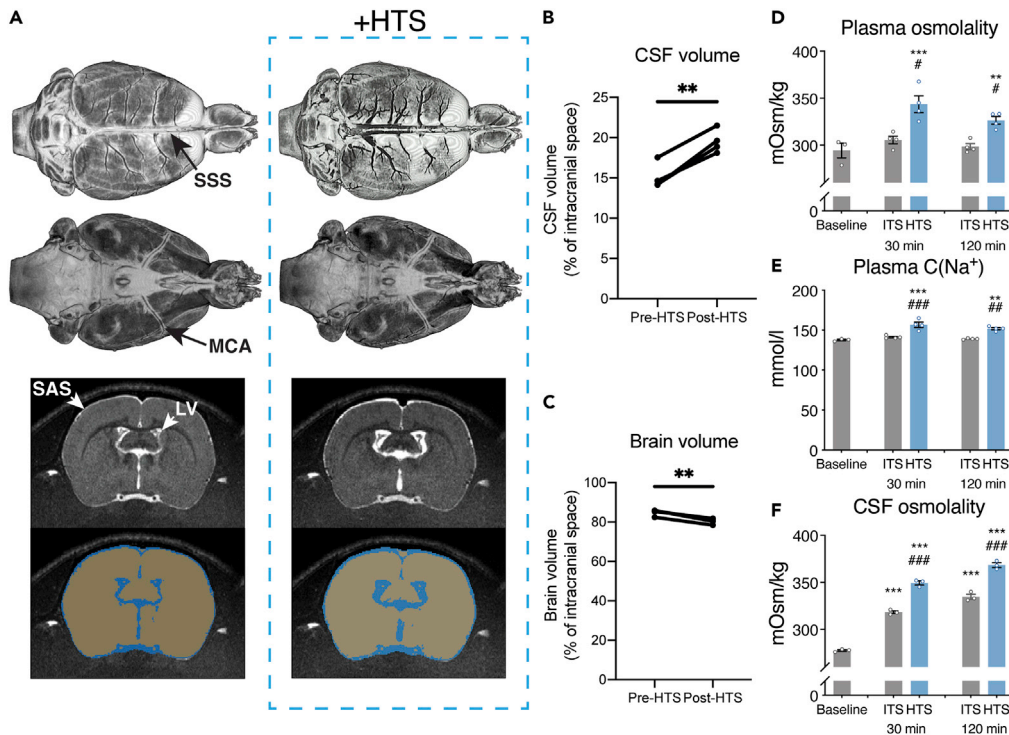 A
+HTS
SSS
MCA
SAS
LV
B
CSF volume
**
CSF volume
(% of intracranial space)
25
20
15
10
5
0
Pre-HTS Post-HTS
C
Brain volume
**
Brain volume
(% of intracranial space)
100
80
60
40
20
0
Pre-HTS Post-HTS
D
Plasma osmolality
mOsm/kg
400
350
300
0
***
#
**
#
Baseline ITS HTS ITS HTS
30 min 120 min
E
Plasma C(Na⁺)
mmol/l
200
150
100
50
0
***
###
**
##
Baseline ITS HTS ITS HTS
30 min 120 min
F
CSF osmolality
mOsm/kg
400
350
300
0
***
***
###
***
***
###
Baseline ITS HTS ITS HTS
30 min 120 min